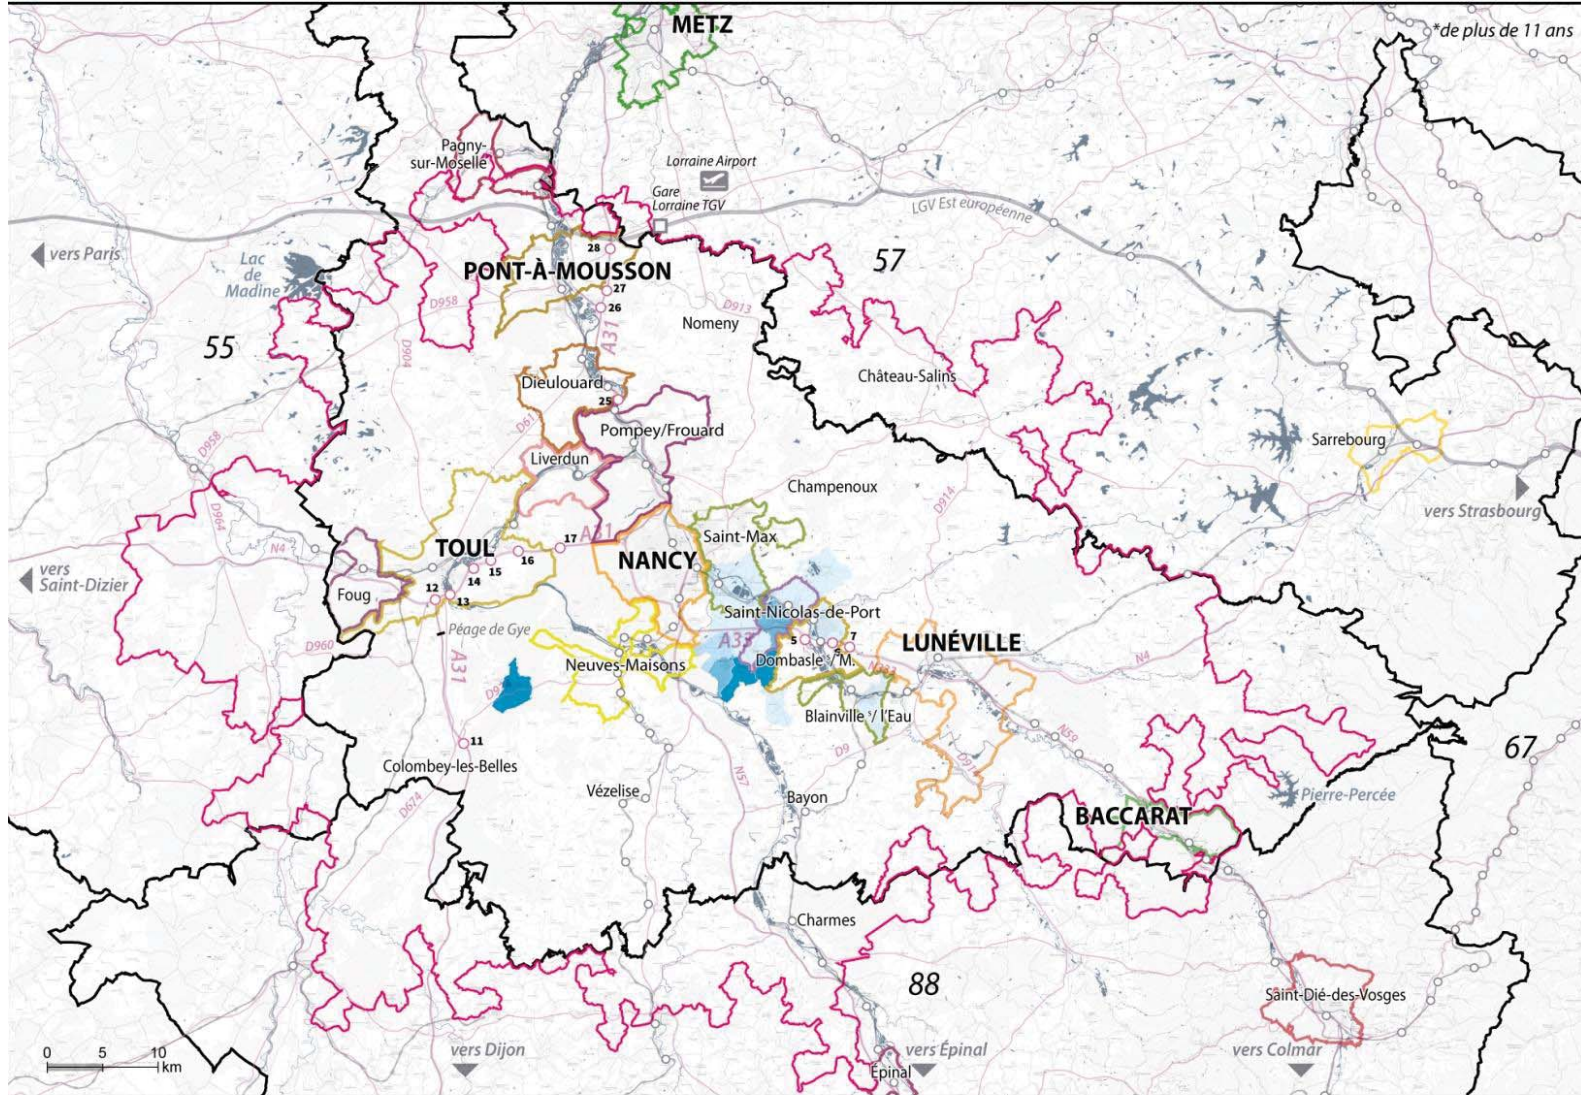 METZ
*de plus de 11 ans
Pagny-
sur-Moselle
Lorraine Airport
Gare
Lorraine TGV
LGV Est européenne
vers Paris
Lac
de
Madine
28
57
PONT-À-MOUSSON
27
26
D958
D913
Nomeny
A31
55
D904
Château-Salins
Dieulouard
25
D61
Pompey/Frouard
Sarrebourg
D958
Liverdun
Champenoux
D914
vers Strasbourg
D964
N4
TOUL
17
A31
Saint-Max
NANCY
16
15
14
vers
Saint-Dizier
Foug
12
13
Saint-Nicolas-de-Port
Péage de Gye
A33
5
7
LUNÉVILLE
D960
A31
Neuves-Maisons
Dombasle /M.
N333
N4
Blainville s/ l'Eau
N59
11
Colombey-les-Belles
D9
D914
67
N57
D674
Vézelise
Bayon
Pierre-Percée
BACCARAT
Charmes
88
Saint-Dié-des-Vosges
0 5 10
km
vers Dijon
vers Épinal
vers Colmar
Épinal